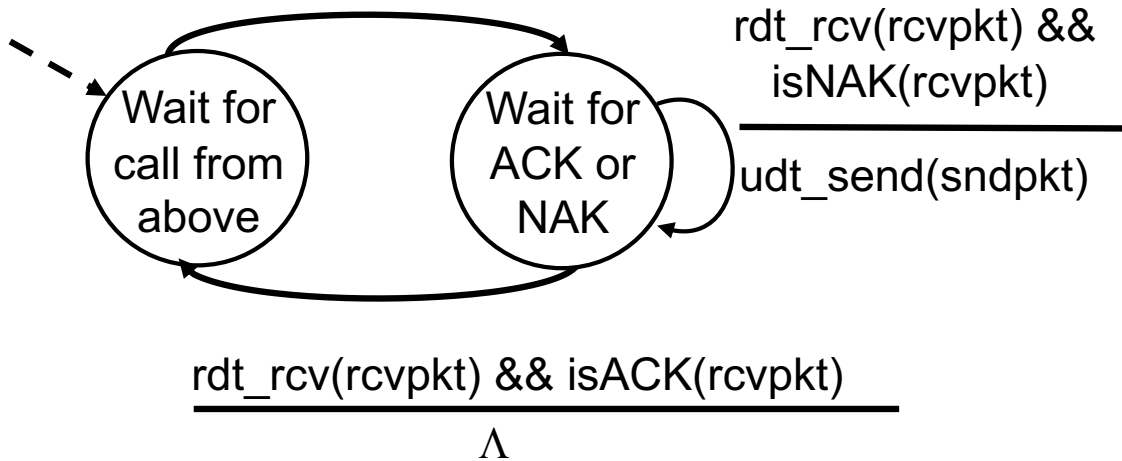 rdt_rcv(rcvpkt) &&
isNAK(rcvpkt)
udt_send(sndpkt)
Wait for
call from
above
Wait for
ACK or
NAK
rdt_rcv(rcvpkt) && isACK(rcvpkt)
Λ